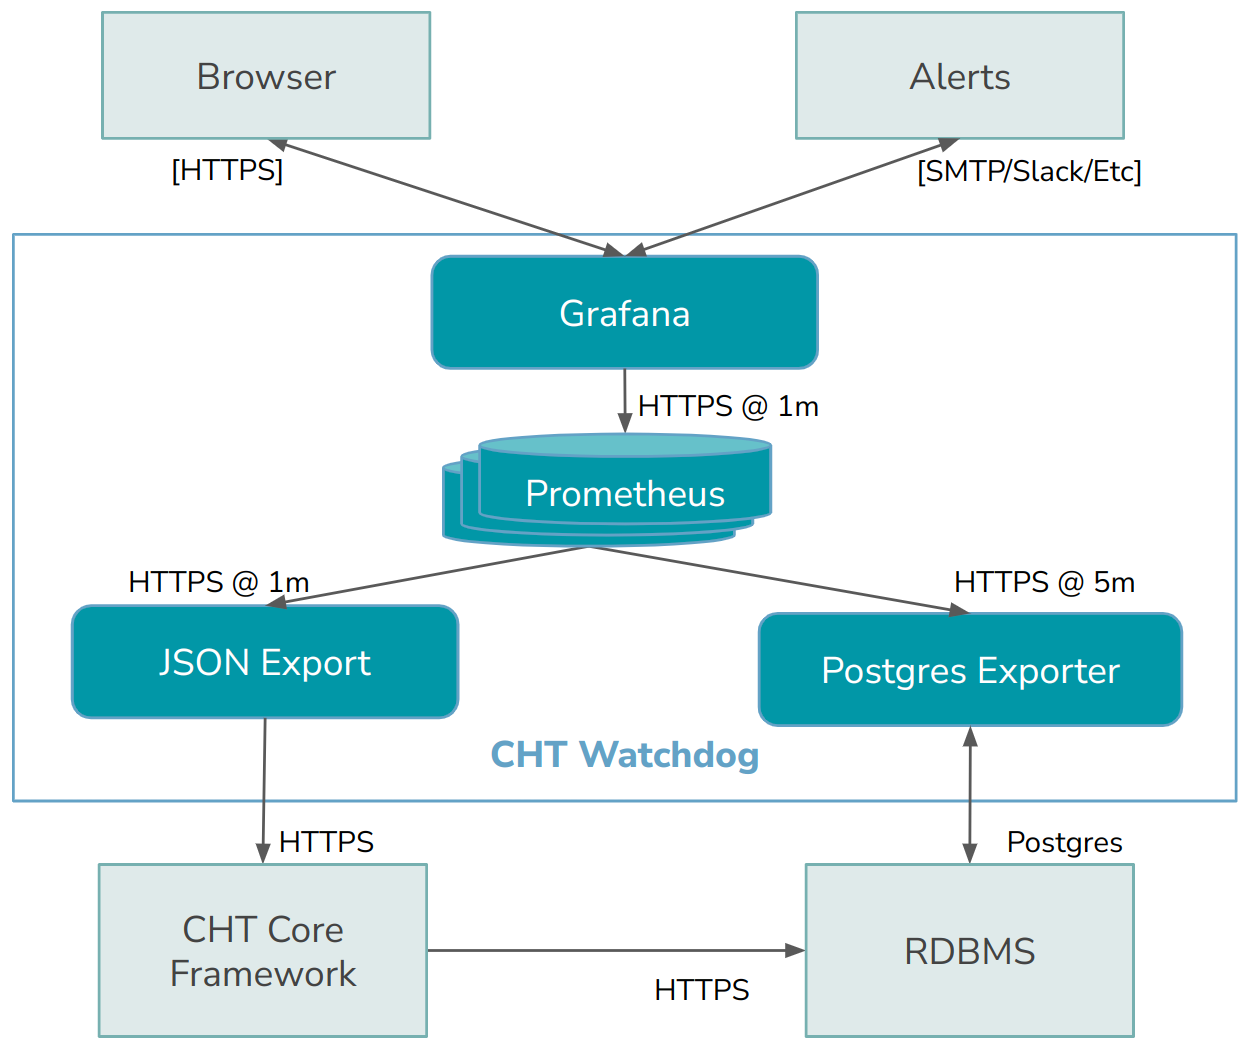 Browser
Alerts
[HTTPS]
[SMTP/Slack/Etc]
Grafana
HTTPS @ 1m
Prometheus
HTTPS @ 1m
HTTPS @ 5m
JSON Export
Postgres Exporter
CHT Watchdog
HTTPS
Postgres
CHT Core
Framework
RDBMS
HTTPS